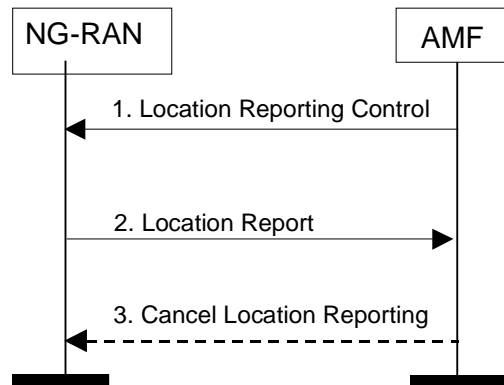 NG-RAN
AMF
1. Location Reporting Control
2. Location Report
3. Cancel Location Reporting